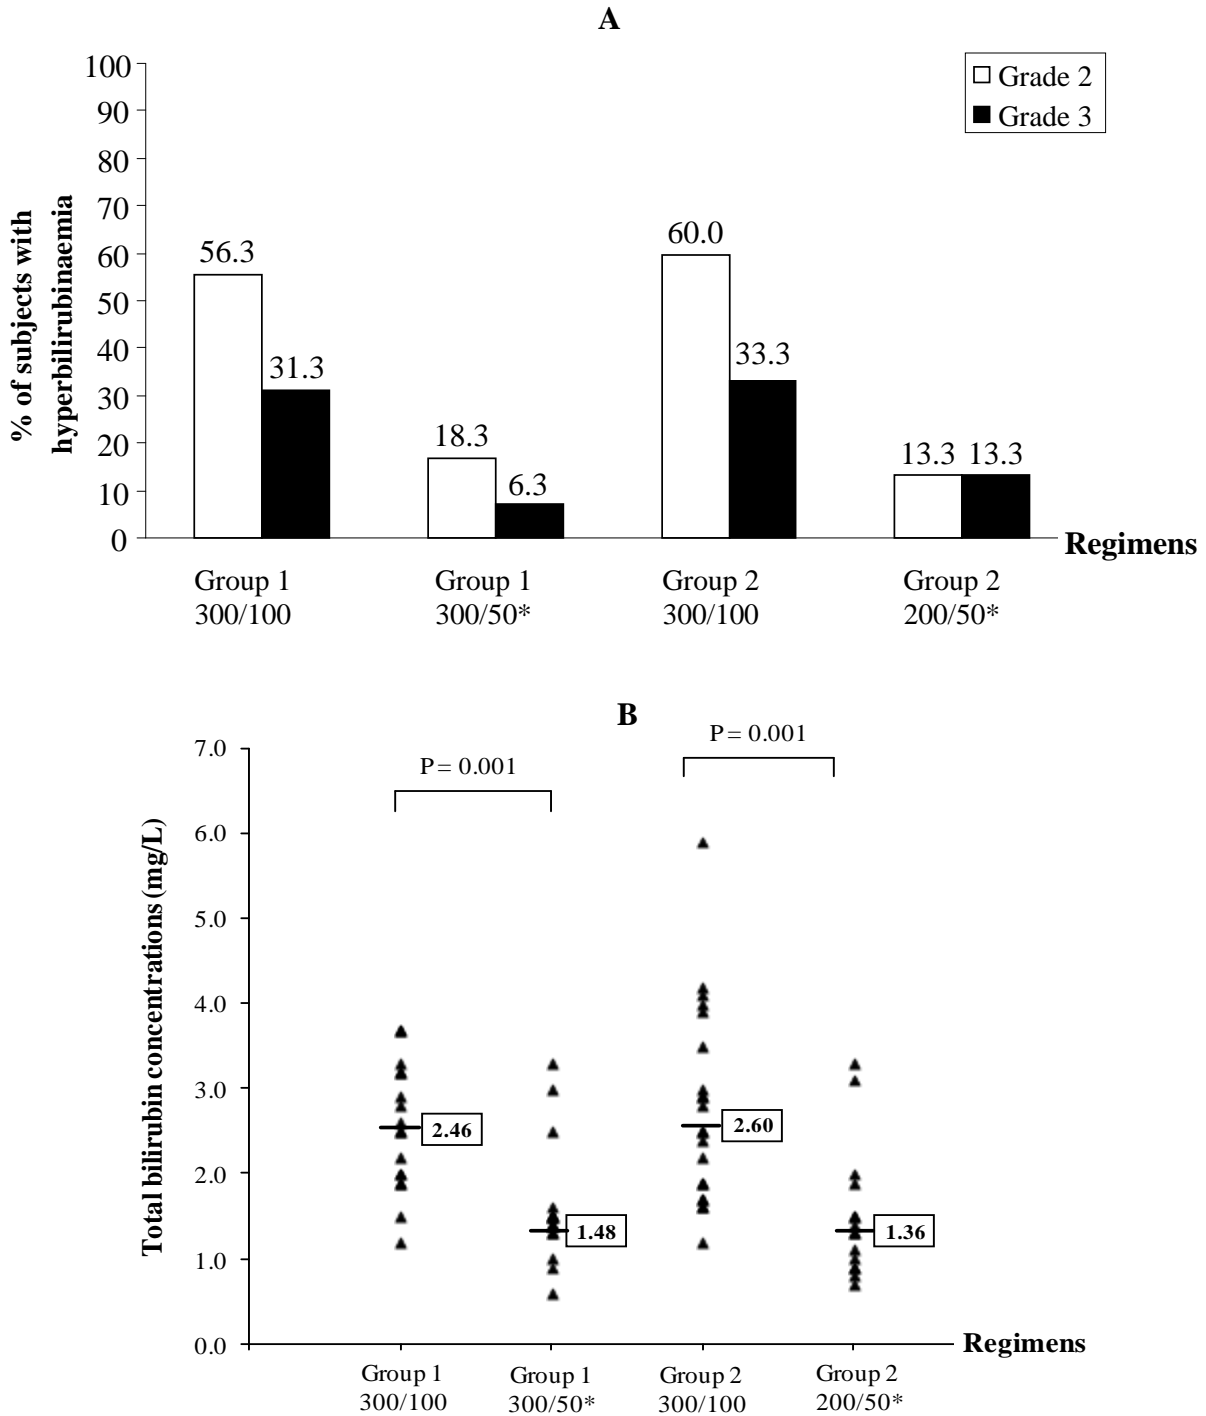 A
100
90
80
70
60
50
40
30
20
10
0
% of subjects with
hyperbilirubinaemia
Grade 2
Grade 3
56.3
31.3
18.3
6.3
60.0
33.3
13.3 13.3
Regimens
Group 1
300/100
Group 1
300/50*
Group 2
300/100
Group 2
200/50*
B
7.0
6.0
5.0
4.0
3.0
2.0
1.0
0.0
Total bilirubin concentrations (mg/L)
P = 0.001
P = 0.001
2.46
1.48
2.60
1.36
Regimens
Group 1
300/100
Group 1
300/50*
Group 2
300/100
Group 2
200/50*